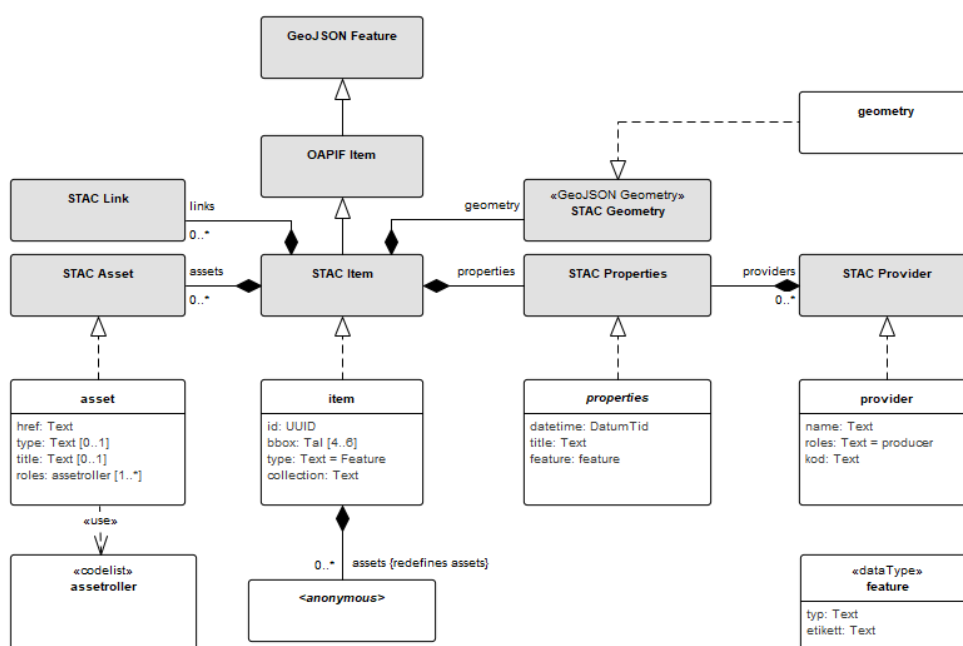 GeoJSON Feature
geometry
OAPIF Item
STAC Link
links
0..*
geometry
«GeoJSON Geometry»
STAC Geometry
STAC Asset
assets
0..*
STAC Item
properties
STAC Properties
providers
0..*
STAC Provider
asset
href: Text
type: Text [0..1]
title: Text [0..1]
roles: assetroller [1..*]
item
id: UUID
bbox: Tal [4..6]
type: Text = Feature
collection: Text
properties
datetime: DatumTid
title: Text
feature: feature
provider
name: Text
roles: Text = producer
kod: Text
«use»
«codelist»
assetroller
0..*
assets {redefines assets}
<anonymous>
«dataType»
feature
typ: Text
etikett: Text